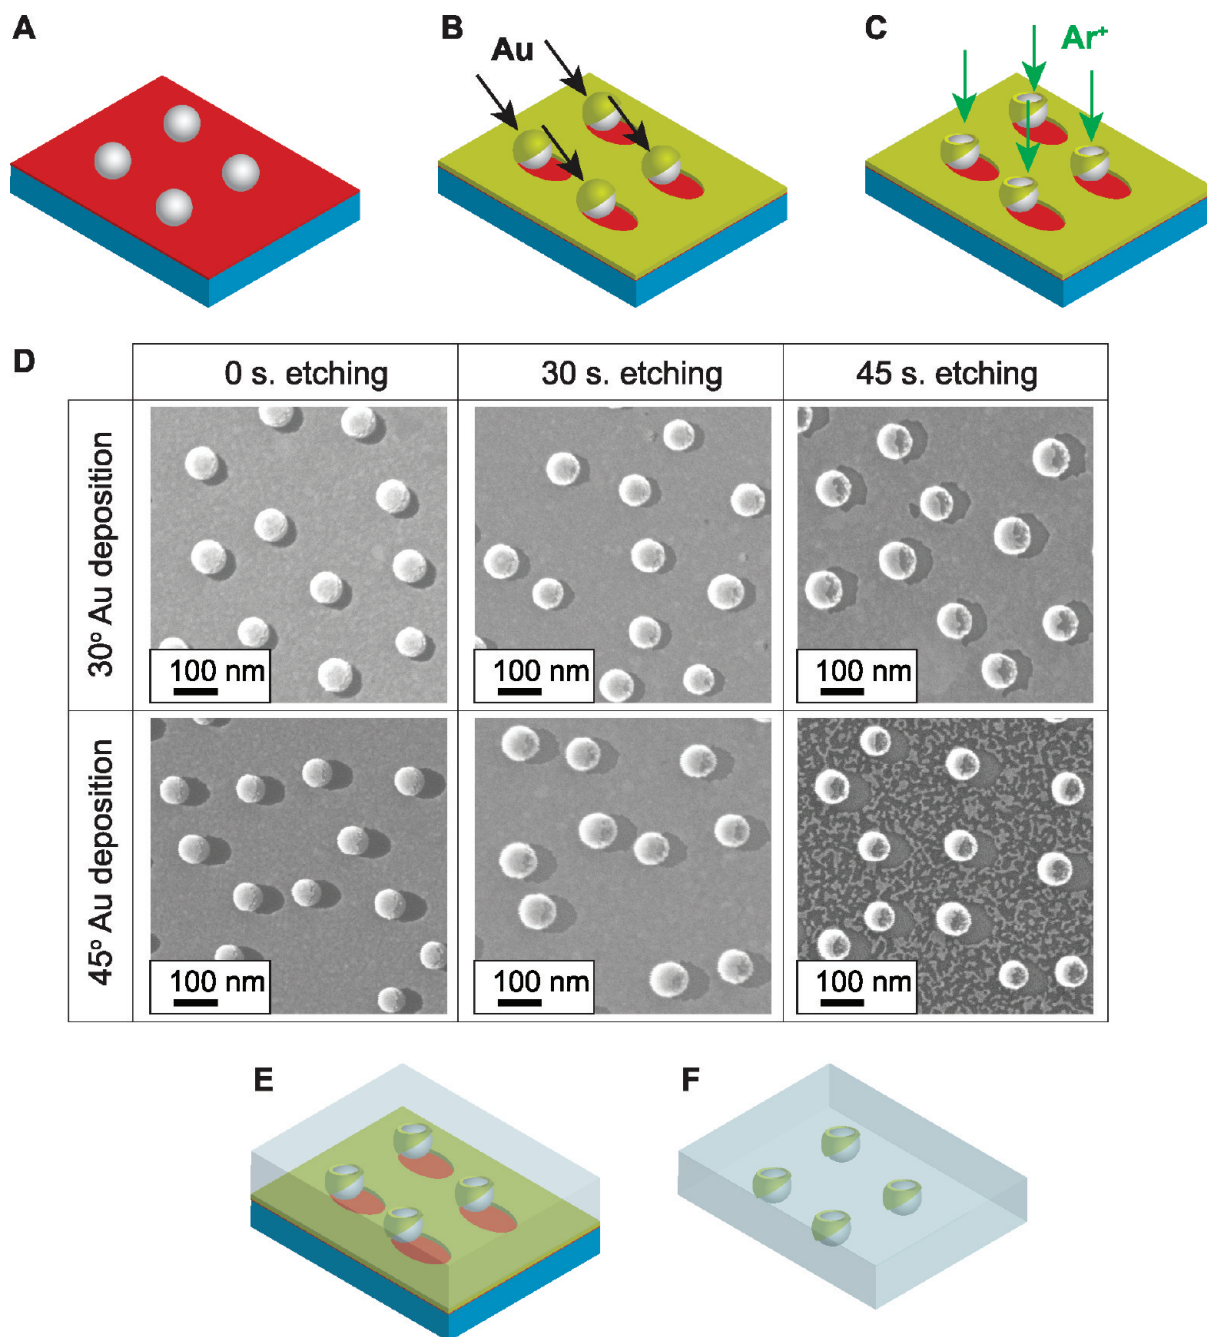 A
B
Au
C
Ar+
D
0 s. etching
30 s. etching
45 s. etching
30° Au deposition
100 nm
100 nm
100 nm
45° Au deposition
100 nm
100 nm
100 nm
E
F